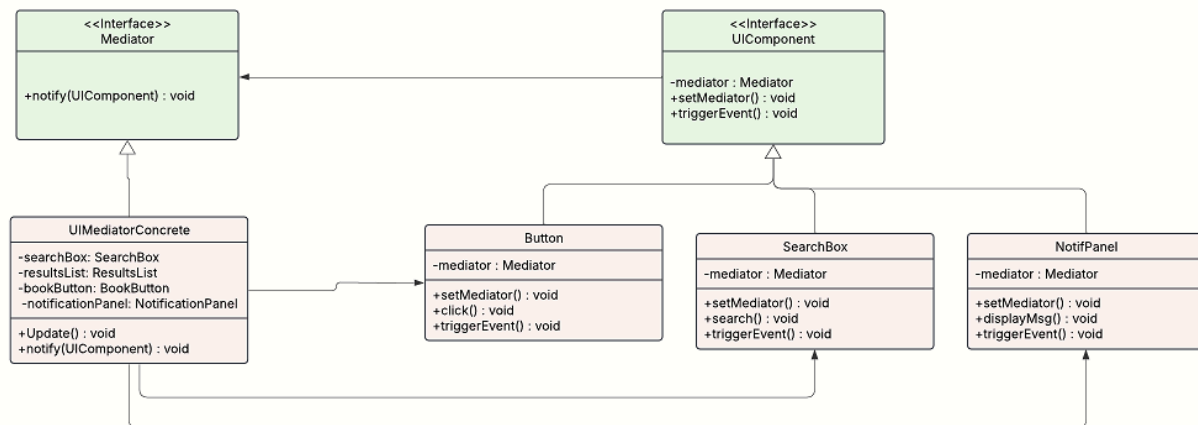 <<Interface>>
Mediator
+notify(UIComponent) : void
<<Interface>>
UIComponent
-mediator : Mediator
+setMediator() : void
+triggerEvent() : void
UIMediatorConcrete
-searchBox: SearchBox
-resultsList: ResultsList
-bookButton: BookButton
-notificationPanel: NotificationPanel
+Update() : void
+notify(UIComponent) : void
Button
-mediator : Mediator
+setMediator() : void
+click() : void
+triggerEvent() : void
SearchBox
-mediator : Mediator
+setMediator() : void
+search() : void
+triggerEvent() : void
NotifPanel
-mediator : Mediator
+setMediator() : void
+displayMsg() : void
+triggerEvent() : void